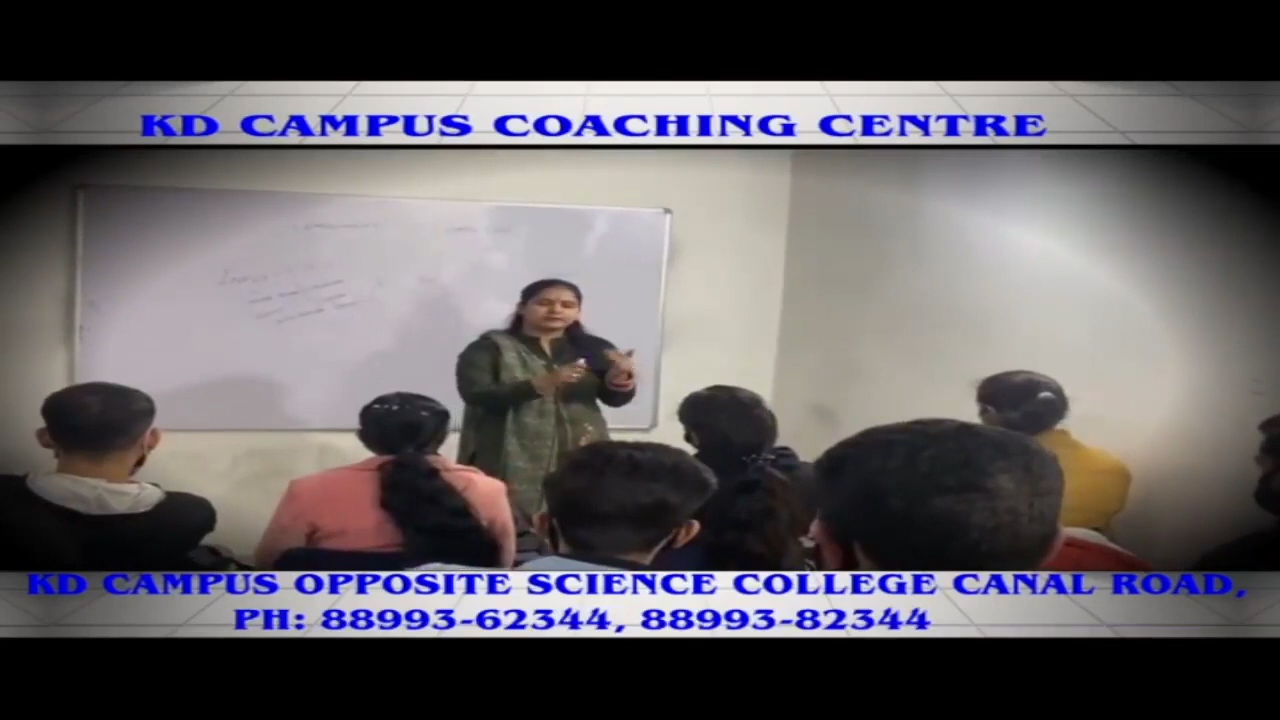 KD CAMPUS COACHING CENTRE
KD CAMPUS OPPOSITE SCIENCE COLLEGE CANAL ROAD,
PH: 88993-62344, 88993-82344